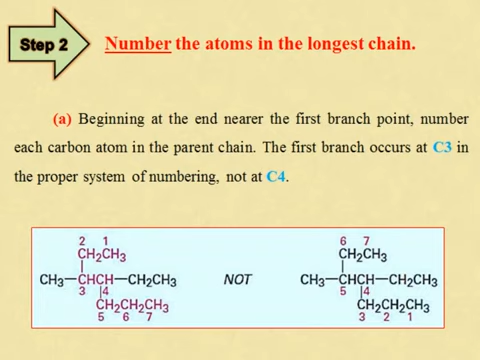 Step 2
Number the atoms in the longest chain.
(a) Beginning at the end nearer the first branch point, number
each carbon atom in the parent chain. The first branch occurs at C3 in
the proper system of numbering, not at C4.
2 1
CH₂CH₃
CH₃—CHCH—CH₂CH₃
3 4
CH₂CH₂CH₃
5 6 7
NOT
6 7
CH₂CH₃
CH₃—CHCH—CH₂CH₃
5 4
CH₂CH₂CH₃
3 2 1